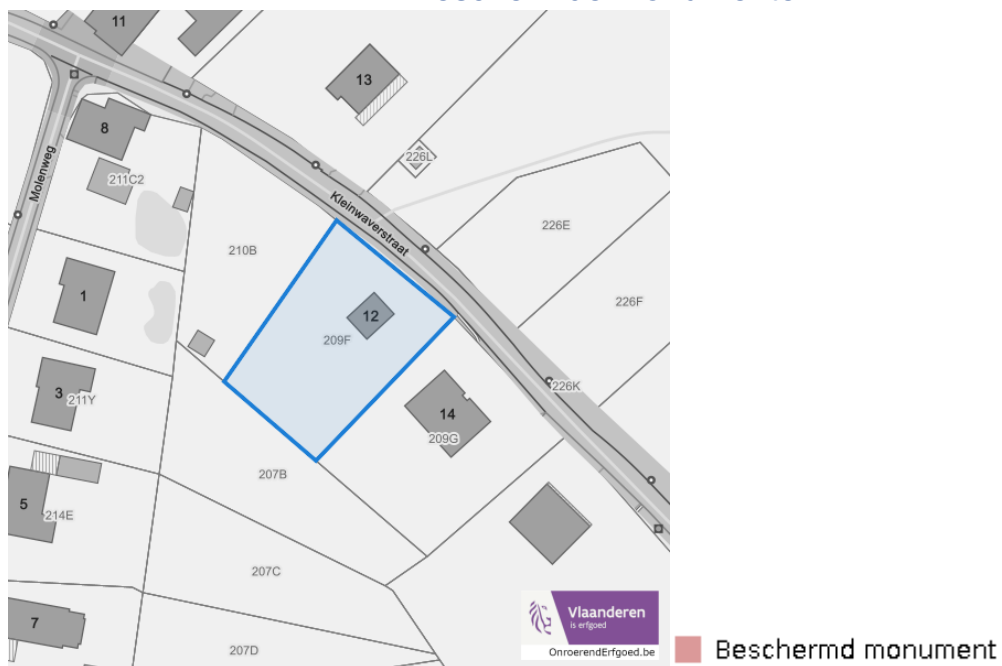 11
13
8
226L
211C2
Molenweg
Kleinwaverstraat
226E
210B
1
226F
12
209F
226K
3
211Y
14
209G
207B
5
214E
207C
7
207D
Vlaanderen
is erfgoed
OnroerendErfgoed.be
Beschermd monument